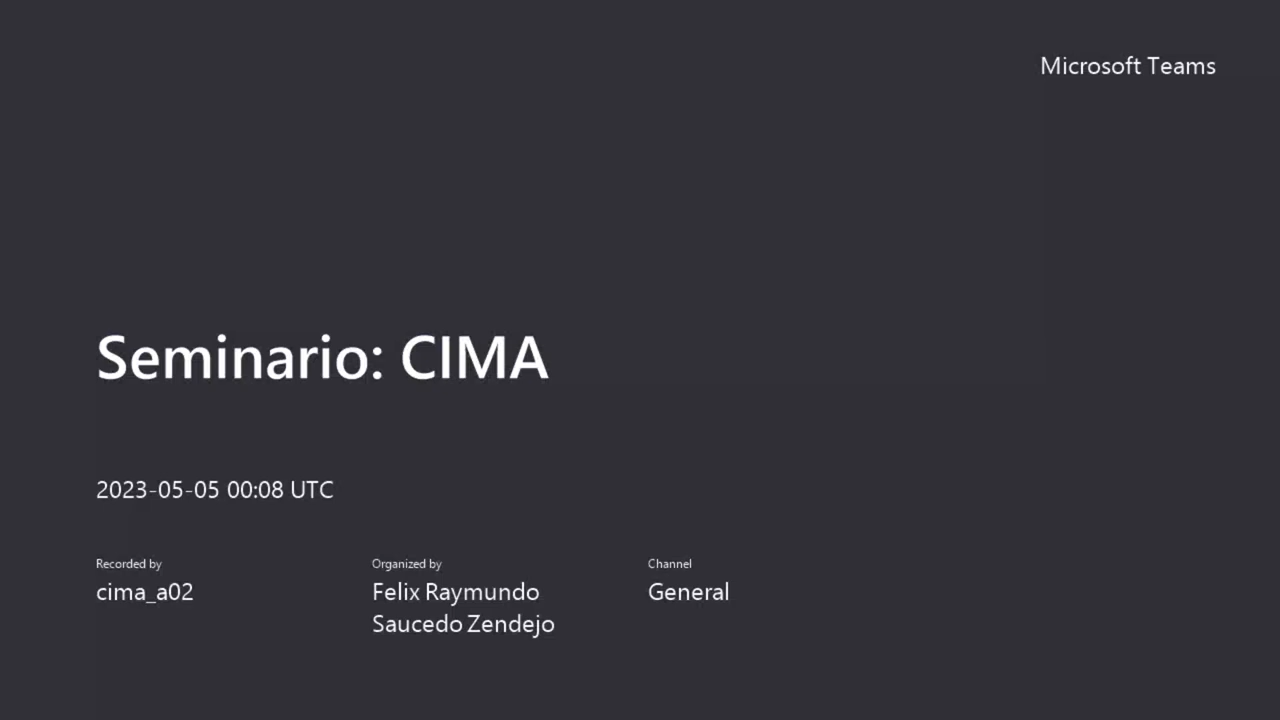 Microsoft Teams
Seminario: CIMA
2023-05-05 00:08 UTC
Recorded by
cima_a02
Organized by
Felix Raymundo
Saucedo Zendejo
Channel
General